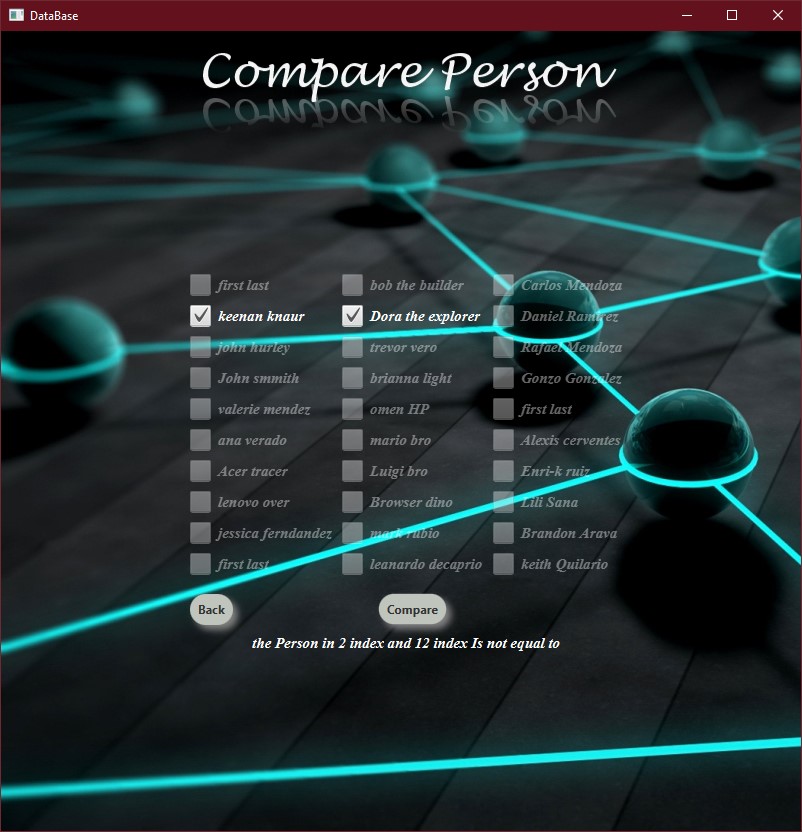 DataBase
Compare Person
first last
bob the builder
Carlos Mendoza
keenan knaur
Dora the explorer
Daniel Ramirez
john hurley
trevor vero
Rafael Mendoza
John smmith
brianna light
Gonzo Gonzalez
valerie mendez
omen HP
first last
ana verado
mario bro
Alexis cerventes
Acer tracer
Luigi bro
Enri-k ruiz
lenovo over
Browser dino
Lili Sana
jessica ferndandez
mark rubio
Brandon Arava
first last
leanardo decaprio
keith Quilario
Back
Compare
the Person in 2 index and 12 index Is not equal to